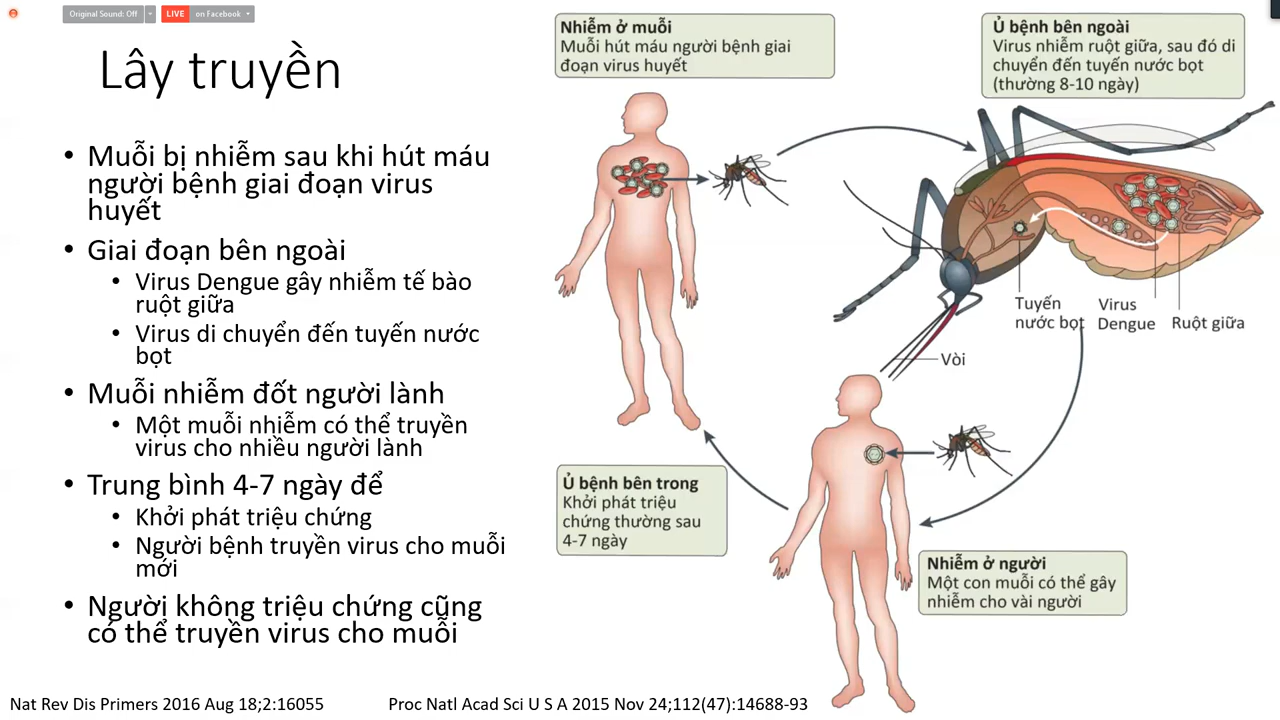 Original Sound: Off
LIVE on Facebook
Lây truyền
• Muỗi bị nhiễm sau khi hút máu
người bệnh giai đoạn virus
huyết
• Giai đoạn bên ngoài
• Virus Dengue gây nhiễm tế bào
ruột giữa
• Virus di chuyển đến tuyến nước
bọt
• Muỗi nhiễm đốt người lành
• Một muỗi nhiễm có thể truyền
virus cho nhiều người lành
• Trung bình 4-7 ngày để
• Khởi phát triệu chứng
• Người bệnh truyền virus cho muỗi
mới
• Người không triệu chứng cũng
có thể truyền virus cho muỗi
Nhiễm ở muỗi
Muỗi hút máu người bệnh giai
đoạn virus huyết
Ủ bệnh bên ngoài
Virus nhiễm ruột giữa, sau đó di
chuyển đến tuyến nước bọt
(thường 8-10 ngày)
Tuyến
nước bọt
Virus
Dengue
Ruột giữa
Vòi
Ủ bệnh bên trong
Khởi phát triệu
chứng thường sau
4-7 ngày
Nhiễm ở người
Một con muỗi có thể gây
nhiễm cho vài người
Nat Rev Dis Primers 2016 Aug 18;2:16055
Proc Natl Acad Sci U S A 2015 Nov 24;112(47):14688-93